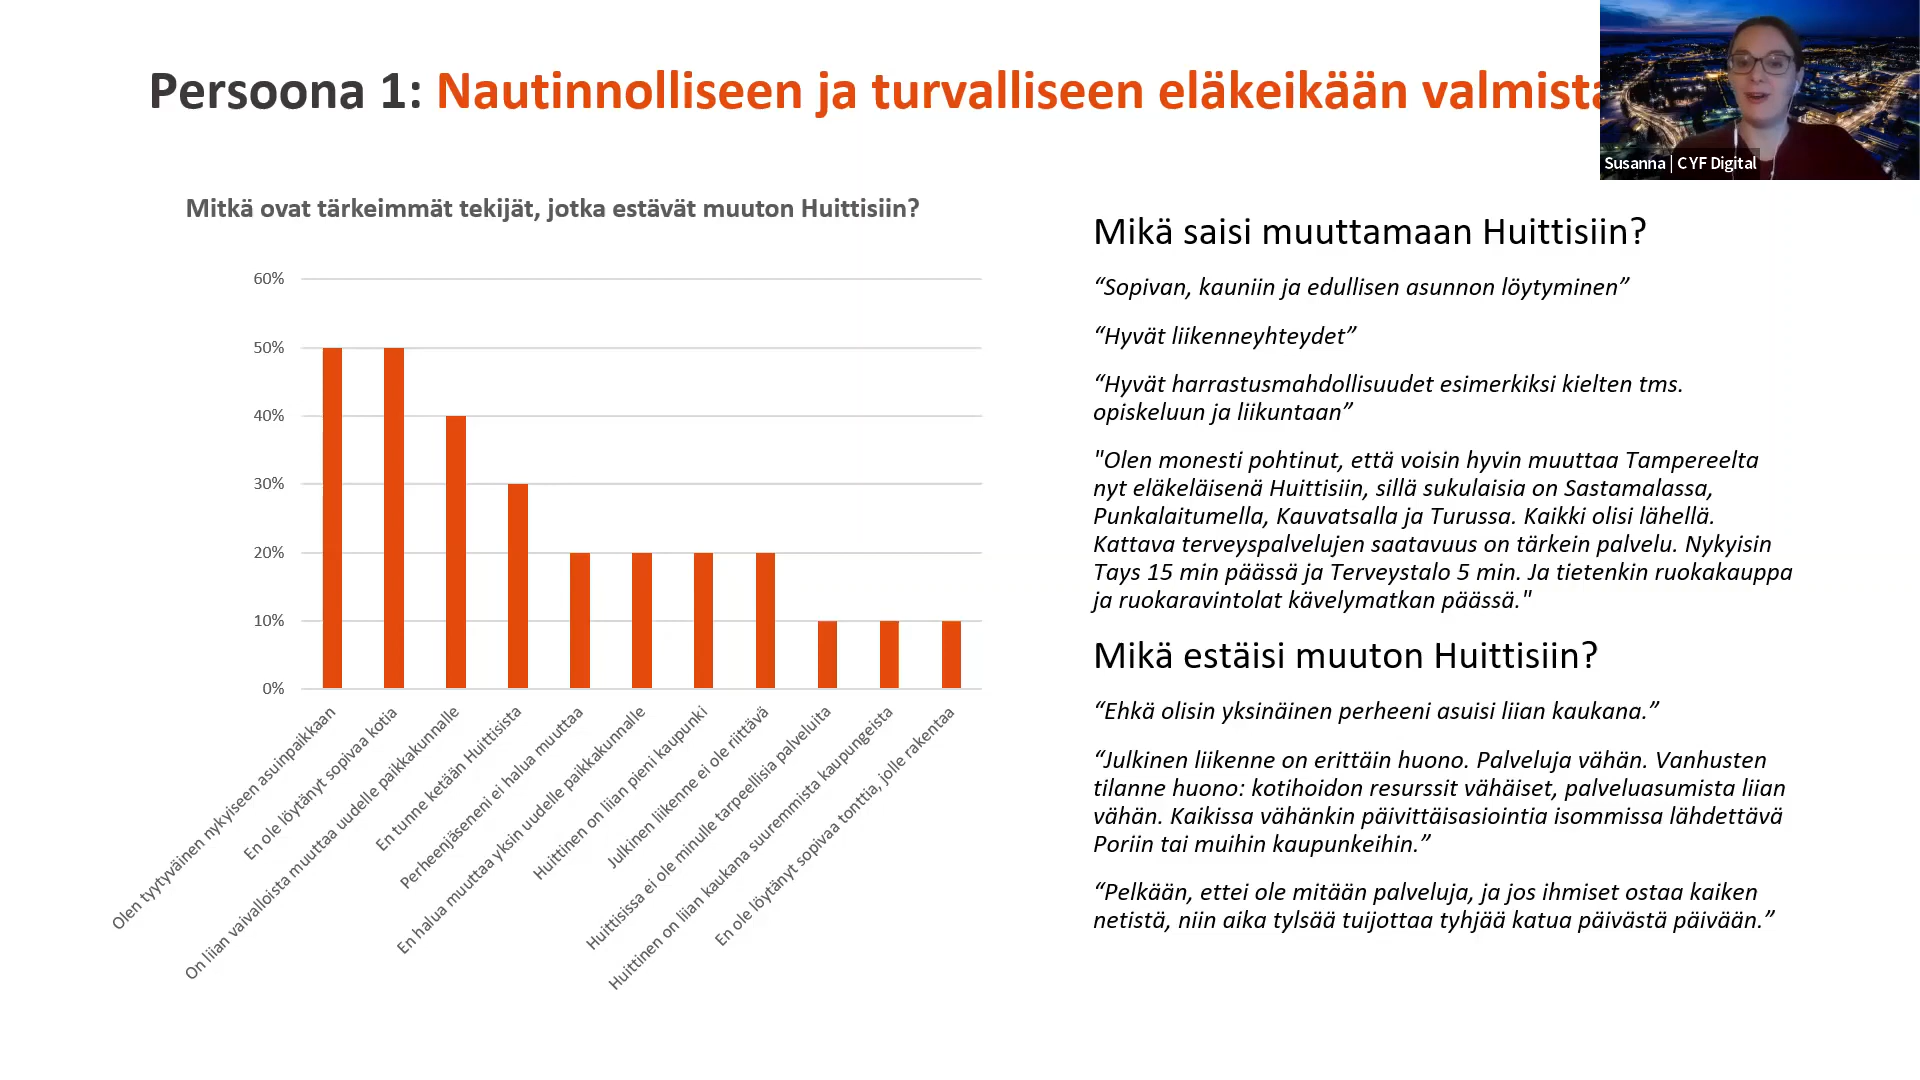 Persoona 1: Nautinnolliseen ja turvalliseen eläkeikään
Susanna | CYF Digital
Mitkä ovat tärkeimmät tekijät, jotka estävät muuton Huittisiin?
60%
50%
40%
30%
20%
10%
0%
Olen tyytyväinen nykyiseen asuinpaikkaan
En ole löytänyt sopivaa kotia
On liian vaivalloista muuttaa uudelle paikkakunnalle
En tunne ketään Huittisista
Perheenjäseneni ei halua muuttaa
En halua muuttaa yksin uudelle paikkakunnalle
Huittinen on liian pieni kaupunki
Julkinen liikenne ei ole riittävä
Huittisissa ei ole minulle tarpeellisia palveluita
Huittinen on liian kaukana suuremmista kaupungeista
En ole löytänyt sopivaa tonttia, jolle rakentaa
Mikä saisi muuttamaan Huittisiin?
“Sopivan, kauniin ja edullisen asunnon löytyminen”
“Hyvät liikenneyhteydet”
“Hyvät harrastusmahdollisuudet esimerkiksi kielten tms.
opiskeluun ja liikuntaan”
"Olen monesti pohtinut, että voisin hyvin muuttaa Tampereelta
nyt eläkeläisenä Huittisiin, sillä sukulaisia on Sastamalassa,
Punkalaitumella, Kauvatsalla ja Turussa. Kaikki olisi lähellä.
Kattava terveyspalvelujen saatavuus on tärkein palvelu. Nykyisin
Tays 15 min päässä ja Terveystalo 5 min. Ja tietenkin ruokakauppa
ja ruokaravintolat kävelymatkan päässä."
Mikä estäisi muuton Huittisiin?
“Ehkä olisin yksinäinen perheeni asuisi liian kaukana.”
“Julkinen liikenne on erittäin huono. Palveluja vähän. Vanhusten
tilanne huono: kotihoidon resurssit vähäiset, palveluasumista liian
vähän. Kaikissa vähänkin päivittäisasiointia isommissa lähdettävä
Poriin tai muihin kaupunkeihin.”
“Pelkään, ettei ole mitään palveluja, ja jos ihmiset ostaa kaiken
netistä, niin aika tylsää tuijottaa tyhjää katua päivästä päivään.”